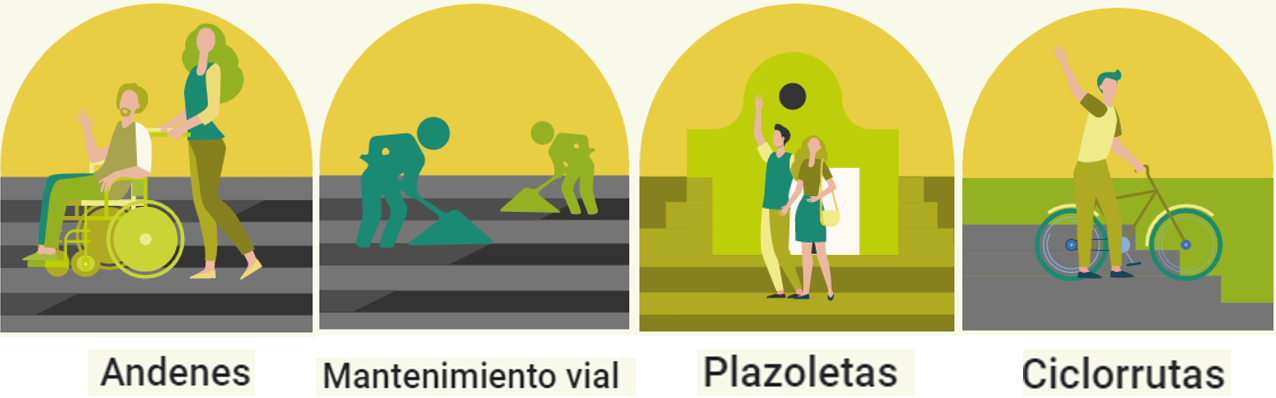 Andenes
Mantenimiento vial
Plazoletas
Ciclorrutas